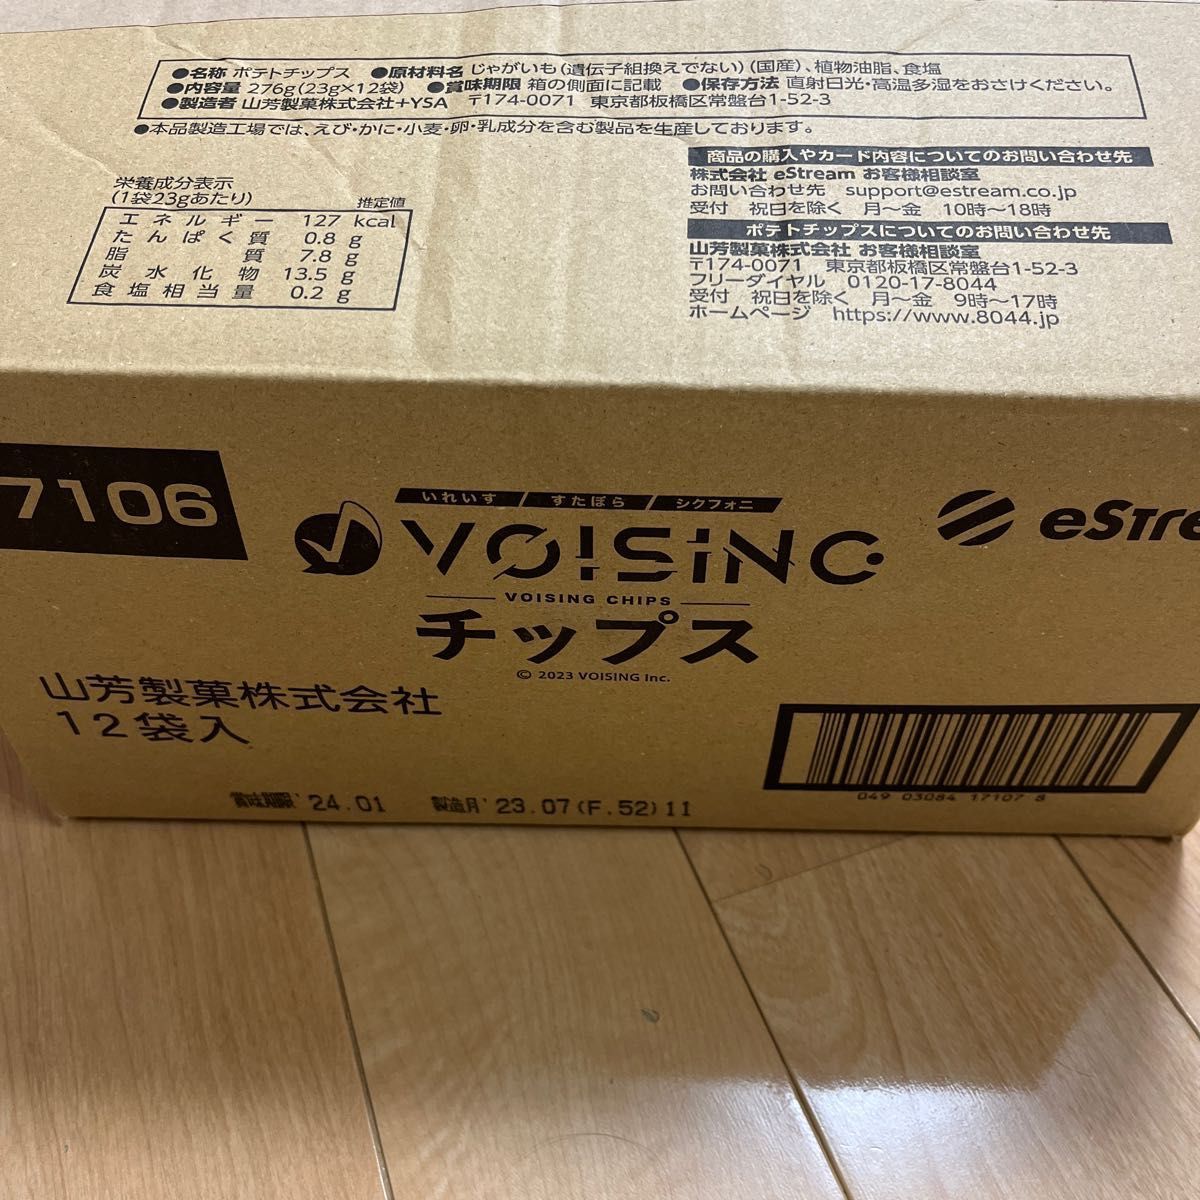 ●名称 ポテトチップス ●原材料名 じゃがいも(遺伝子組換えでない)(国産)、植物油脂、食塩
●内容量 276g(23g×12袋) ●賞味期限 箱の側面に記載 ●保存方法 直射日光・高温多湿をおさけください。
●製造者 山芳製菓株式会社+YSA 〒174-0071 東京都板橋区常盤台1-52-3
●本品製造工場では、えび・かに・小麦・卵・乳成分を含む製品を生産しております。
栄養成分表示
(1袋23gあたり) 推定値
エネルギー 127 kcal
たんぱく質 0.8 g
脂質 7.8 g
炭水化物 13.5 g
食塩相当量 0.2 g
商品の購入やカード内容についてのお問い合わせ先
株式会社 eStream お客様相談室
お問い合わせ先 support@estream.co.jp
受付 祝日を除く 月〜金 10時〜18時
ポテトチップスについてのお問い合わせ先
山芳製菓株式会社 お客様相談室
〒174-0071 東京都板橋区常盤台1-52-3
フリーダイヤル 0120-17-8044
受付 祝日を除く 月〜金 9時〜17時
ホームページ https://www.8044.jp
7106
いれいす / すたぽら / シクフォニ
VOISING
VOISING CHIPS
チップス
© 2023 VOISING Inc.
eStre
山芳製菓株式会社
12袋入
賞味期限 '24.01 製造月 '23.07(F.52)11
049 03084 17107 8